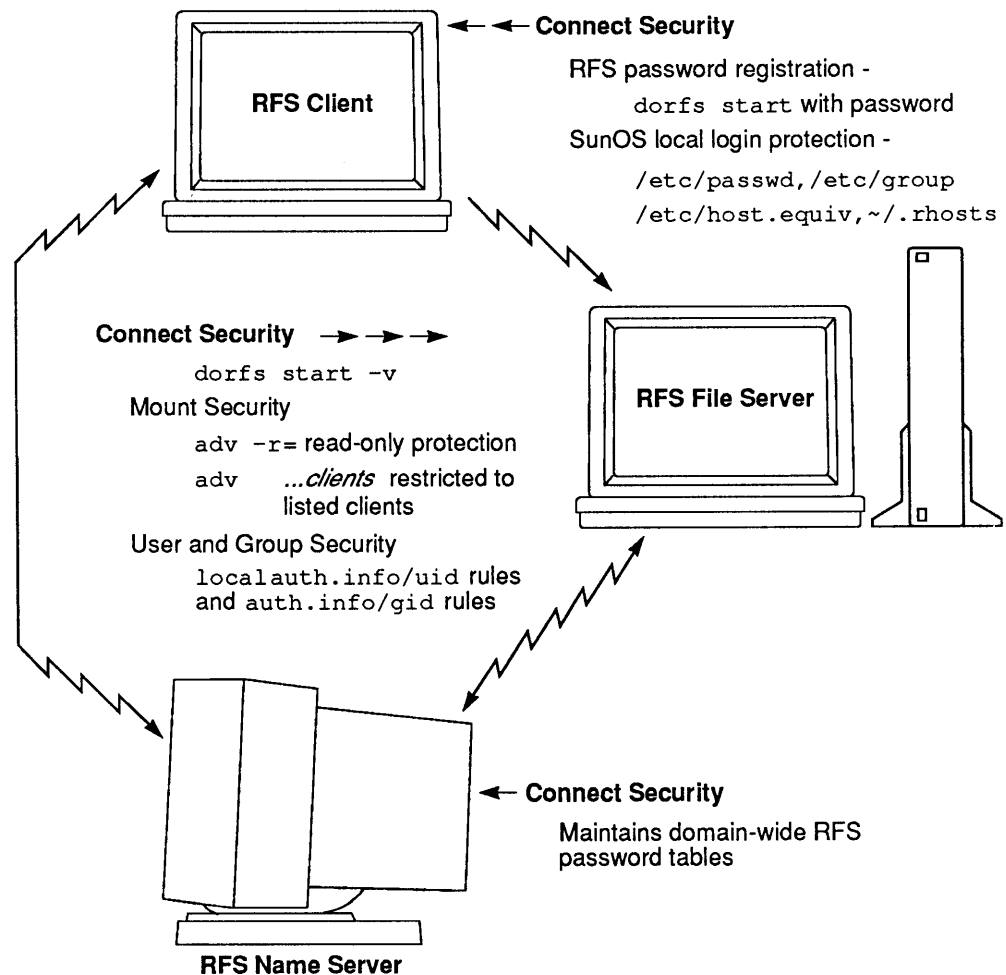 Connect Security
RFS password registration -
dorfs start with password
SunOS local login protection -
/etc/passwd,/etc/group
/etc/host.equiv,~/.rhosts
RFS Client
Connect Security
dorfs start -v
Mount Security
adv -r= read-only protection
adv ...clients restricted to
listed clients
User and Group Security
localauth.info/uid rules
and auth.info/gid rules
RFS File Server
Connect Security
Maintains domain-wide RFS
password tables
RFS Name Server